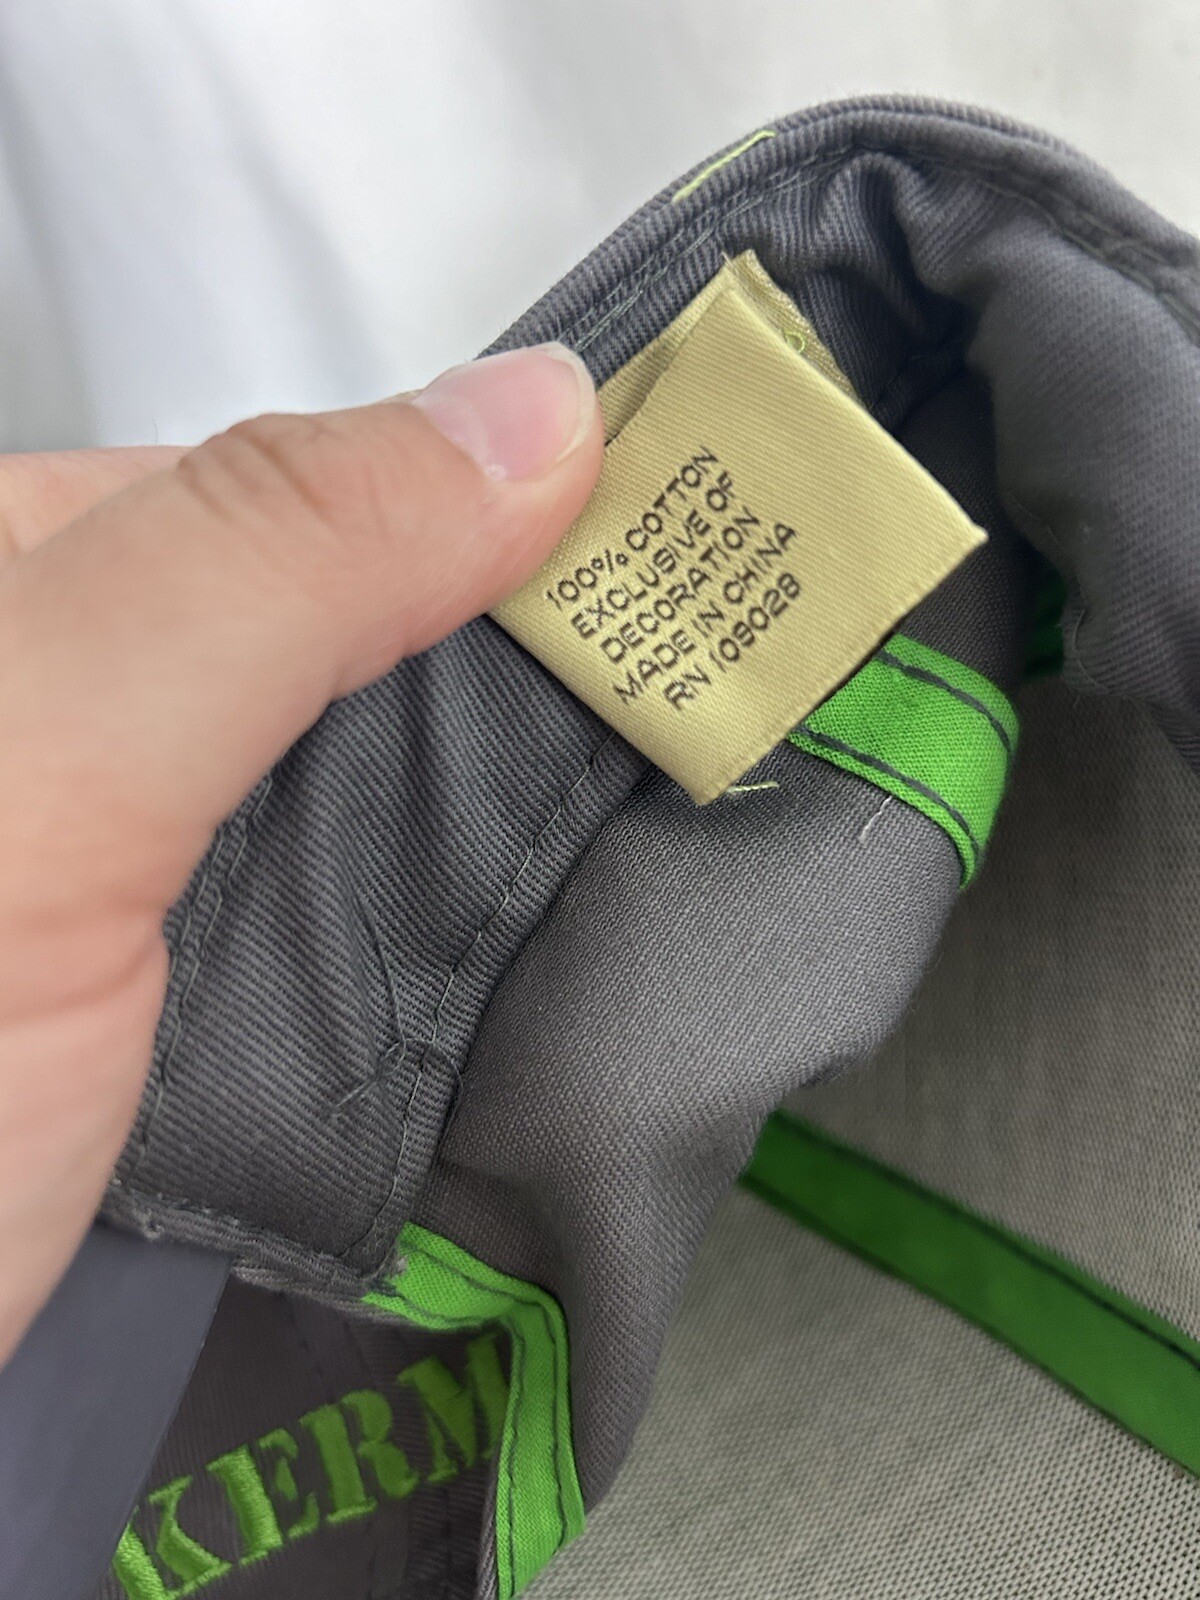 100% COTTON
EXCLUSIVE OF
DECORATION
MADE IN CHINA
RN 109028
KERM